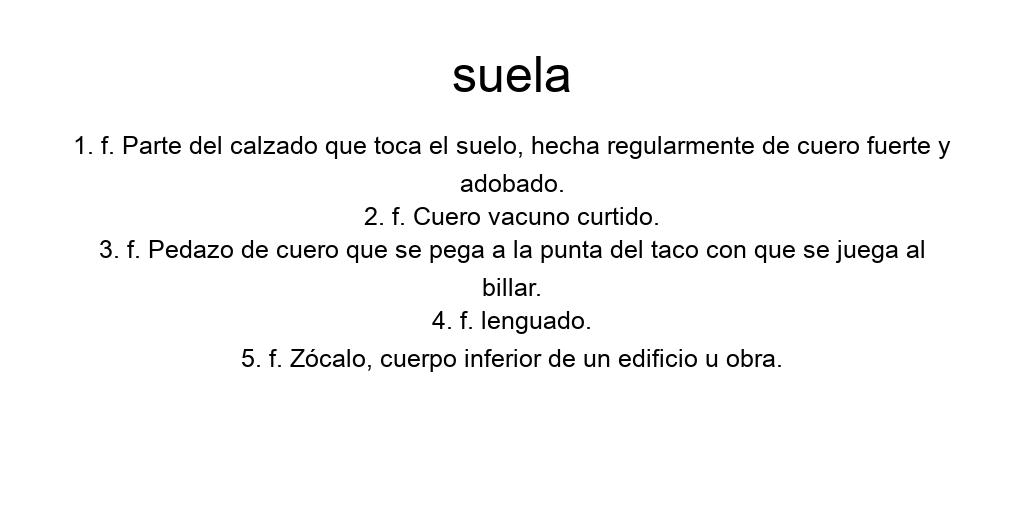 suela
1. f. Parte del calzado que toca el suelo, hecha regularmente de cuero fuerte y
adobado.
2. f. Cuero vacuno curtido.
3. f. Pedazo de cuero que se pega a la punta del taco con que se juega al
billar.
4. f. lenguado.
5. f. Zócalo, cuerpo inferior de un edificio u obra.